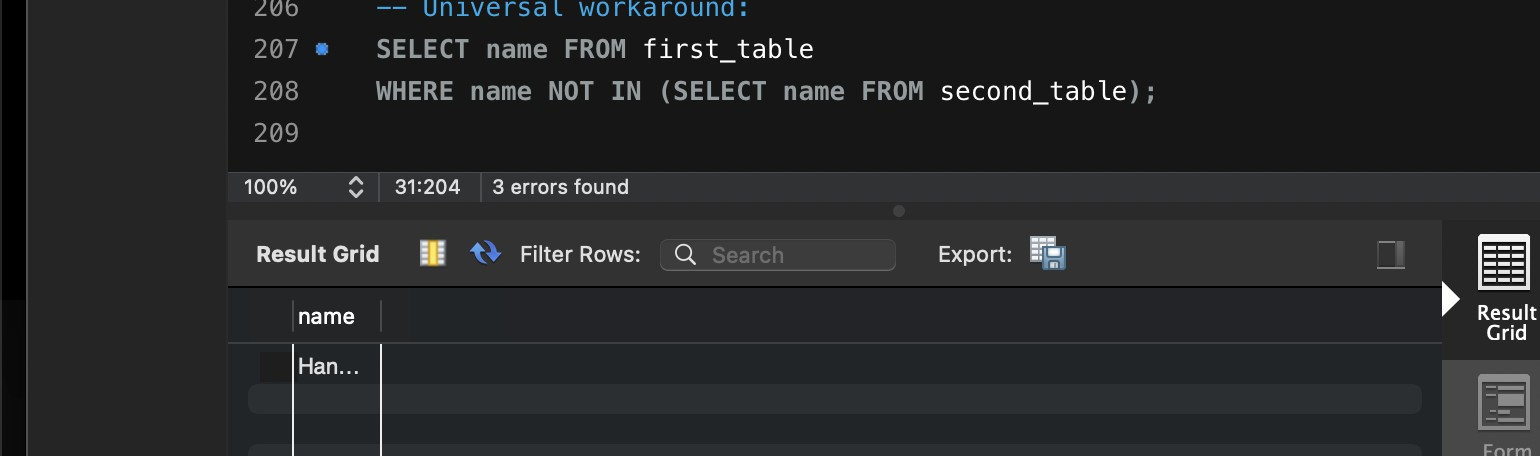 206 -- Universal workaround:
207 SELECT name FROM first_table
208 WHERE name NOT IN (SELECT name FROM second_table);
209
100% 31:204 3 errors found
Result Grid Filter Rows: Search Export:
Result
Grid
name
Han...
Form